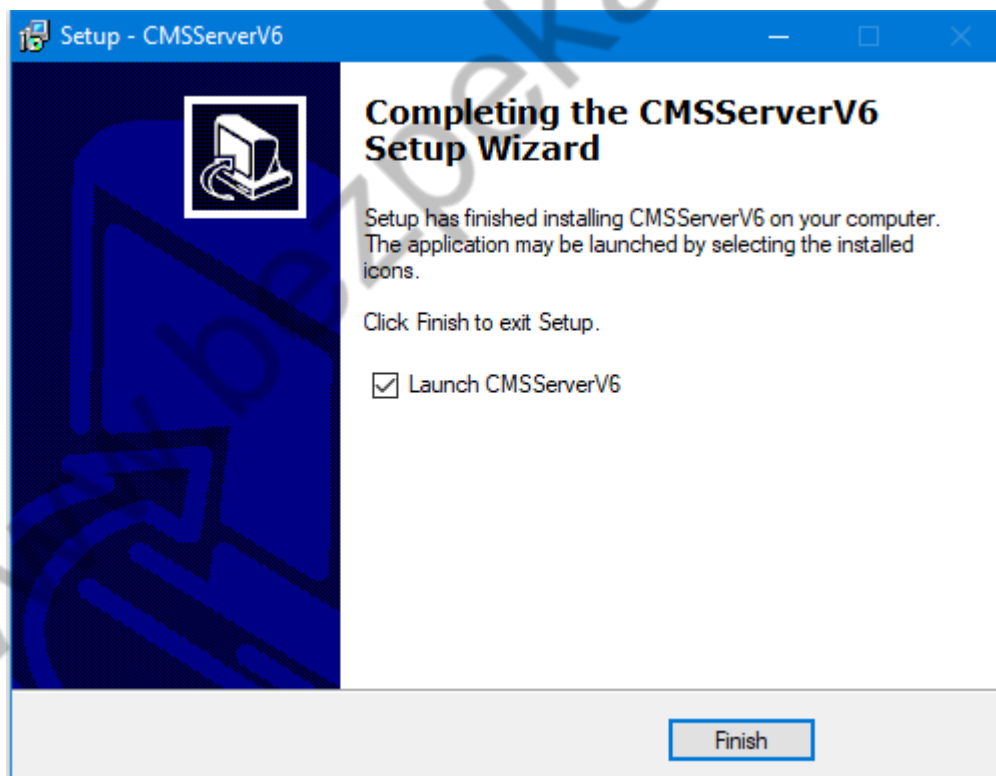 Setup - CMSServerV6
Completing the CMSServerV6
Setup Wizard
Setup has finished installing CMSServerV6 on your computer.
The application may be launched by selecting the installed
icons.
Click Finish to exit Setup.
Launch CMSServerV6
Finish